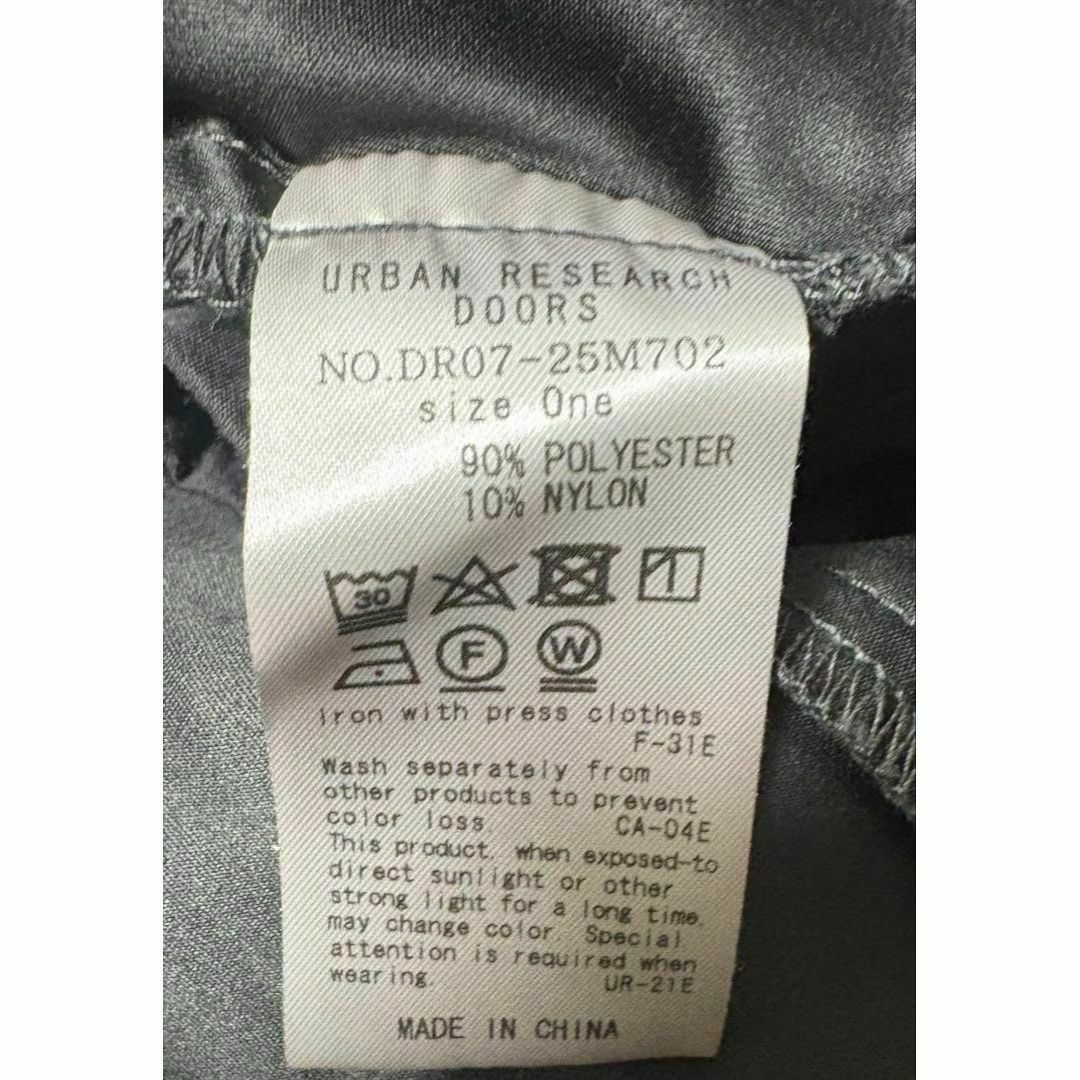 URBAN RESEARCH
DOORS
NO.DR07-25M702
size One
90% POLYESTER
10% NYLON
30
F W
Iron with press clothes
F-31E
Wash separately from
other products to prevent
color loss. CA-04E
This product, when exposed-to
direct sunlight or other
strong light for a long time,
may change color. Special
attention is required when
wearing. UR-21E
MADE IN CHINA